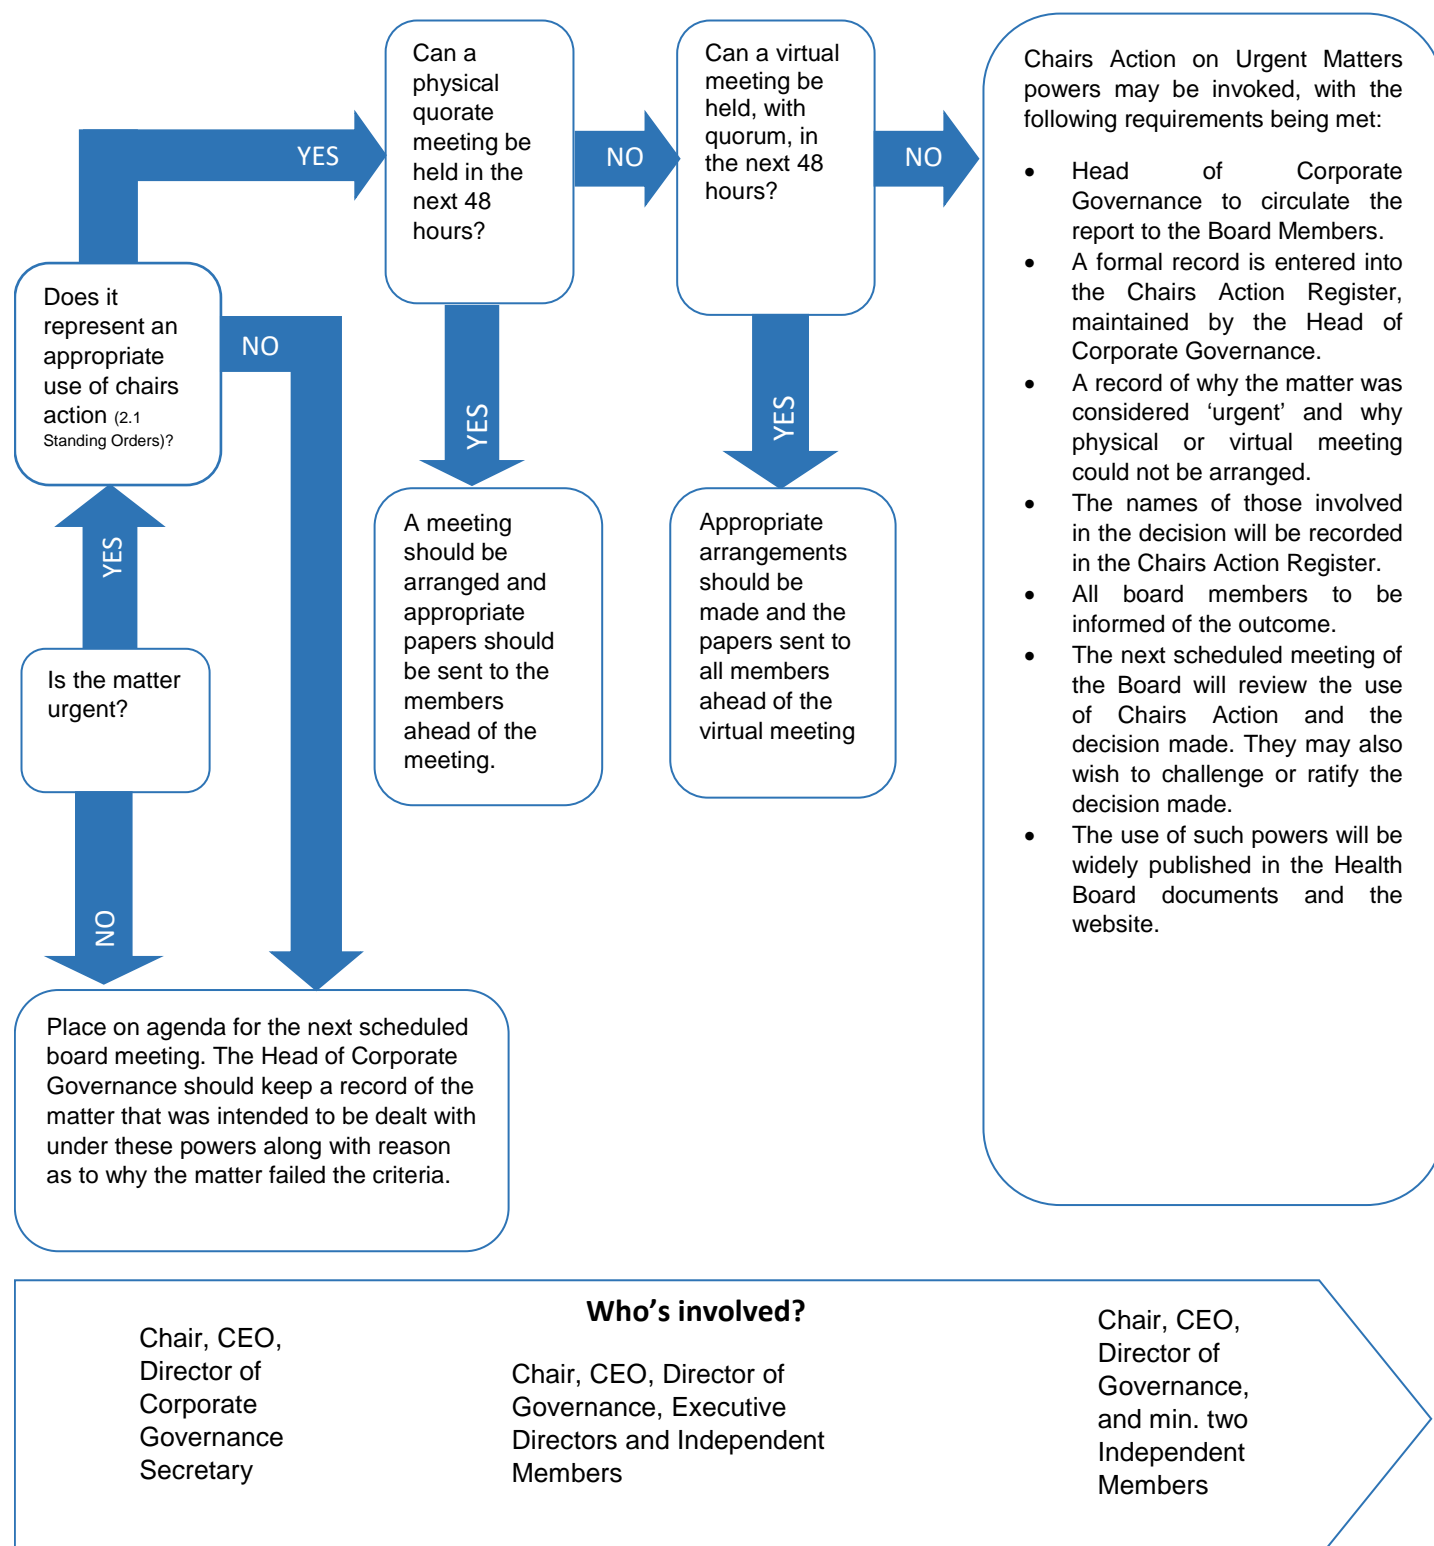 Can a
physical
quorate
meeting be
held in the
next 48
hours?
Can a virtual
meeting be
held, with
quorum, in
the next 48
hours?
Chairs Action on Urgent Matters
powers may be invoked, with the
following requirements being met:
• Head of Corporate
Governance to circulate the
report to the Board Members.
• A formal record is entered into
the Chairs Action Register,
maintained by the Head of
Corporate Governance.
• A record of why the matter was
considered ‘urgent’ and why
physical or virtual meeting
could not be arranged.
• The names of those involved
in the decision will be recorded
in the Chairs Action Register.
• All board members to be
informed of the outcome.
• The next scheduled meeting of
the Board will review the use
of Chairs Action and the
decision made. They may also
wish to challenge or ratify the
decision made.
• The use of such powers will be
widely published in the Health
Board documents and the
website.
YES
NO
NO
Does it
represent an
appropriate
use of chairs
action (2.1
Standing Orders)?
NO
YES
YES
YES
A meeting
should be
arranged and
appropriate
papers should
be sent to the
members
ahead of the
meeting.
Appropriate
arrangements
should be
made and the
papers sent to
all members
ahead of the
virtual meeting
Is the matter
urgent?
NO
Place on agenda for the next scheduled
board meeting. The Head of Corporate
Governance should keep a record of the
matter that was intended to be dealt with
under these powers along with reason
as to why the matter failed the criteria.
Who’s involved?
Chair, CEO,
Director of
Corporate
Governance
Secretary
Chair, CEO, Director of
Governance, Executive
Directors and Independent
Members
Chair, CEO,
Director of
Governance,
and min. two
Independent
Members